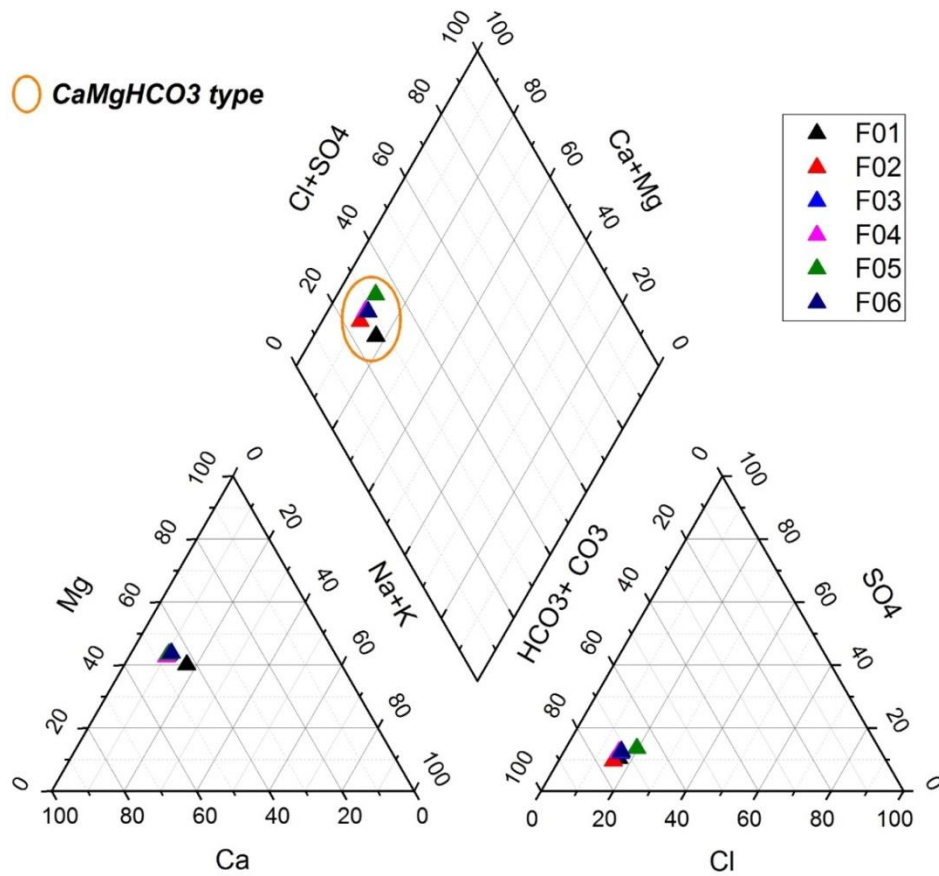 CaMgHCO3 type
100 100
80 80
Cl+SO4 Ca+Mg
60 60
40 40
20 20
0 0
F01
F02
F03
F04
F05
F06
100 0
80 20
Mg
60 40
Na+K
40 60
20 80
0 100
100 80 60 40 20 0
Ca
0 100
20 80
HCO3+ CO3
40 SO4
60
60 40
80 20
100 0
0 20 40 60 80 100
Cl